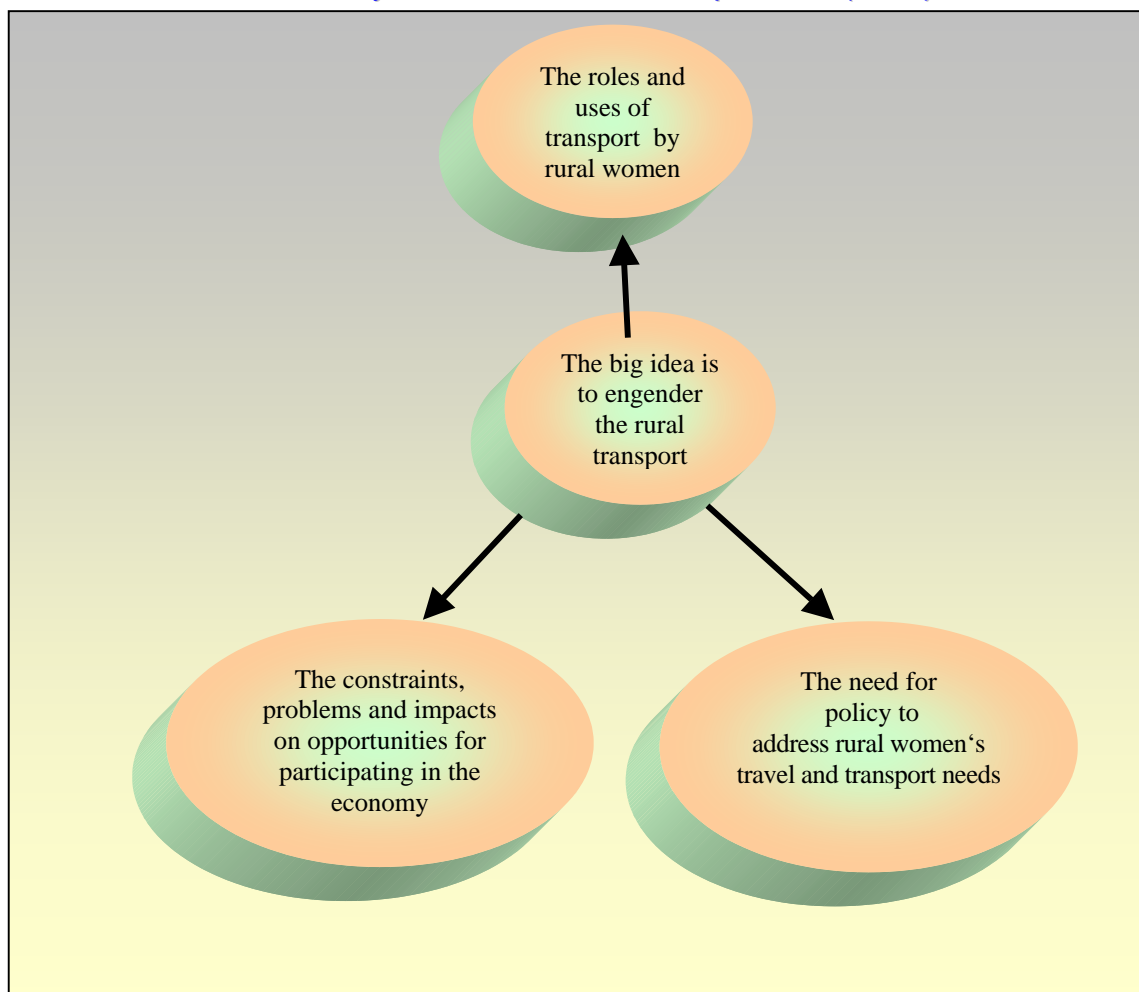 The roles and
uses of
transport by
rural women
The big idea is
to engender
the rural
transport
The constraints,
problems and impacts
on opportunities for
participating in the
economy
The need for
policy to
address rural women‘s
travel and transport needs